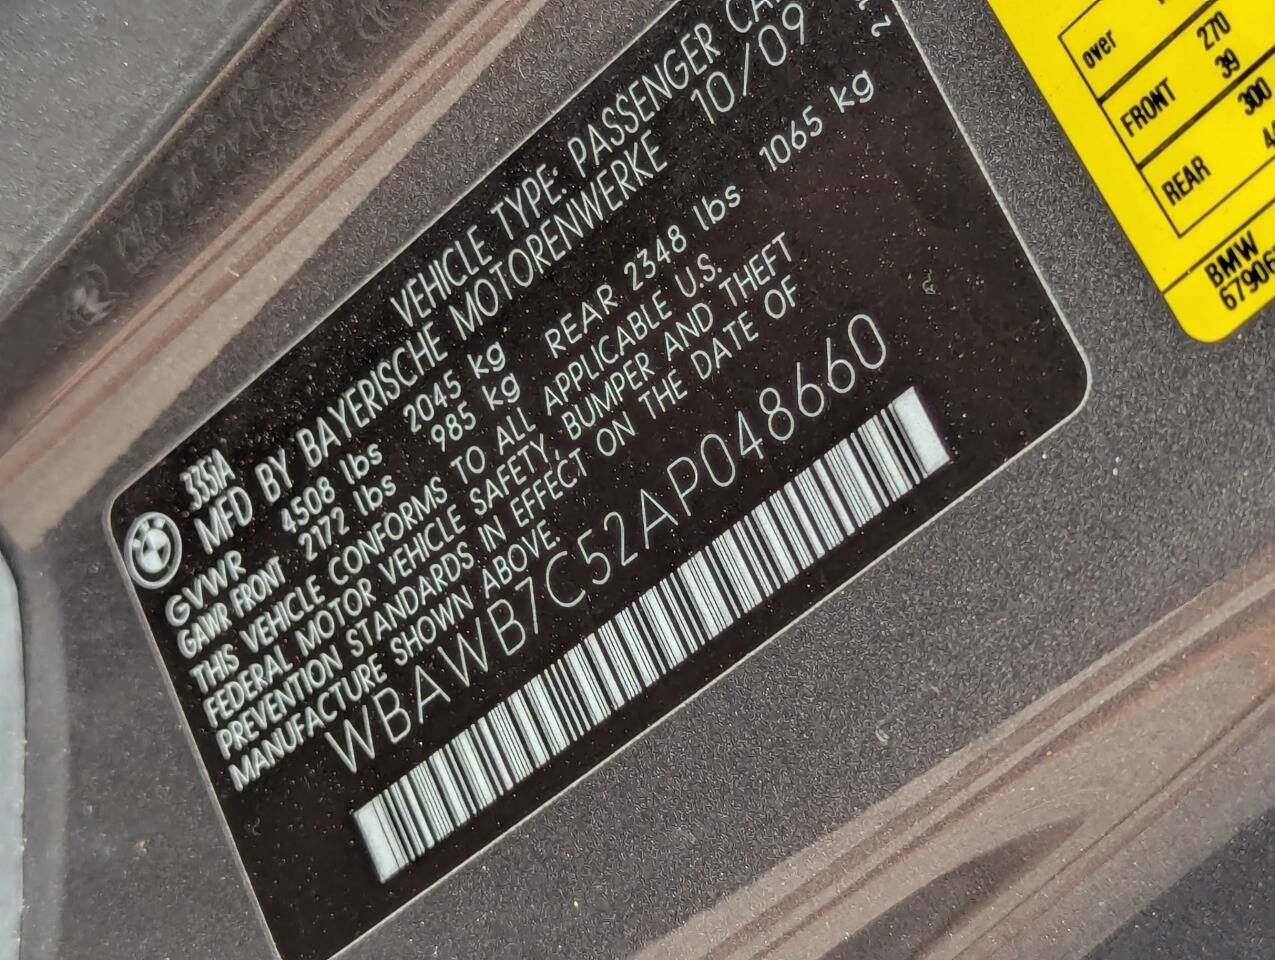 335IA VEHICLE TYPE: PASSENGER CA
MFD BY BAYERISCHE MOTORENWERKE 10/09
GVWR 4508 lbs 2045 kg
GAWR FRONT 2172 lbs 985 kg REAR 2348 lbs 1065 kg
THIS VEHICLE CONFORMS TO ALL APPLICABLE U.S.
FEDERAL MOTOR VEHICLE SAFETY, BUMPER AND THEFT
PREVENTION STANDARDS IN EFFECT ON THE DATE OF
MANUFACTURE SHOWN ABOVE.
WBAWB7C52AP048660
over
270
FRONT 39
300
REAR
BMW
67906